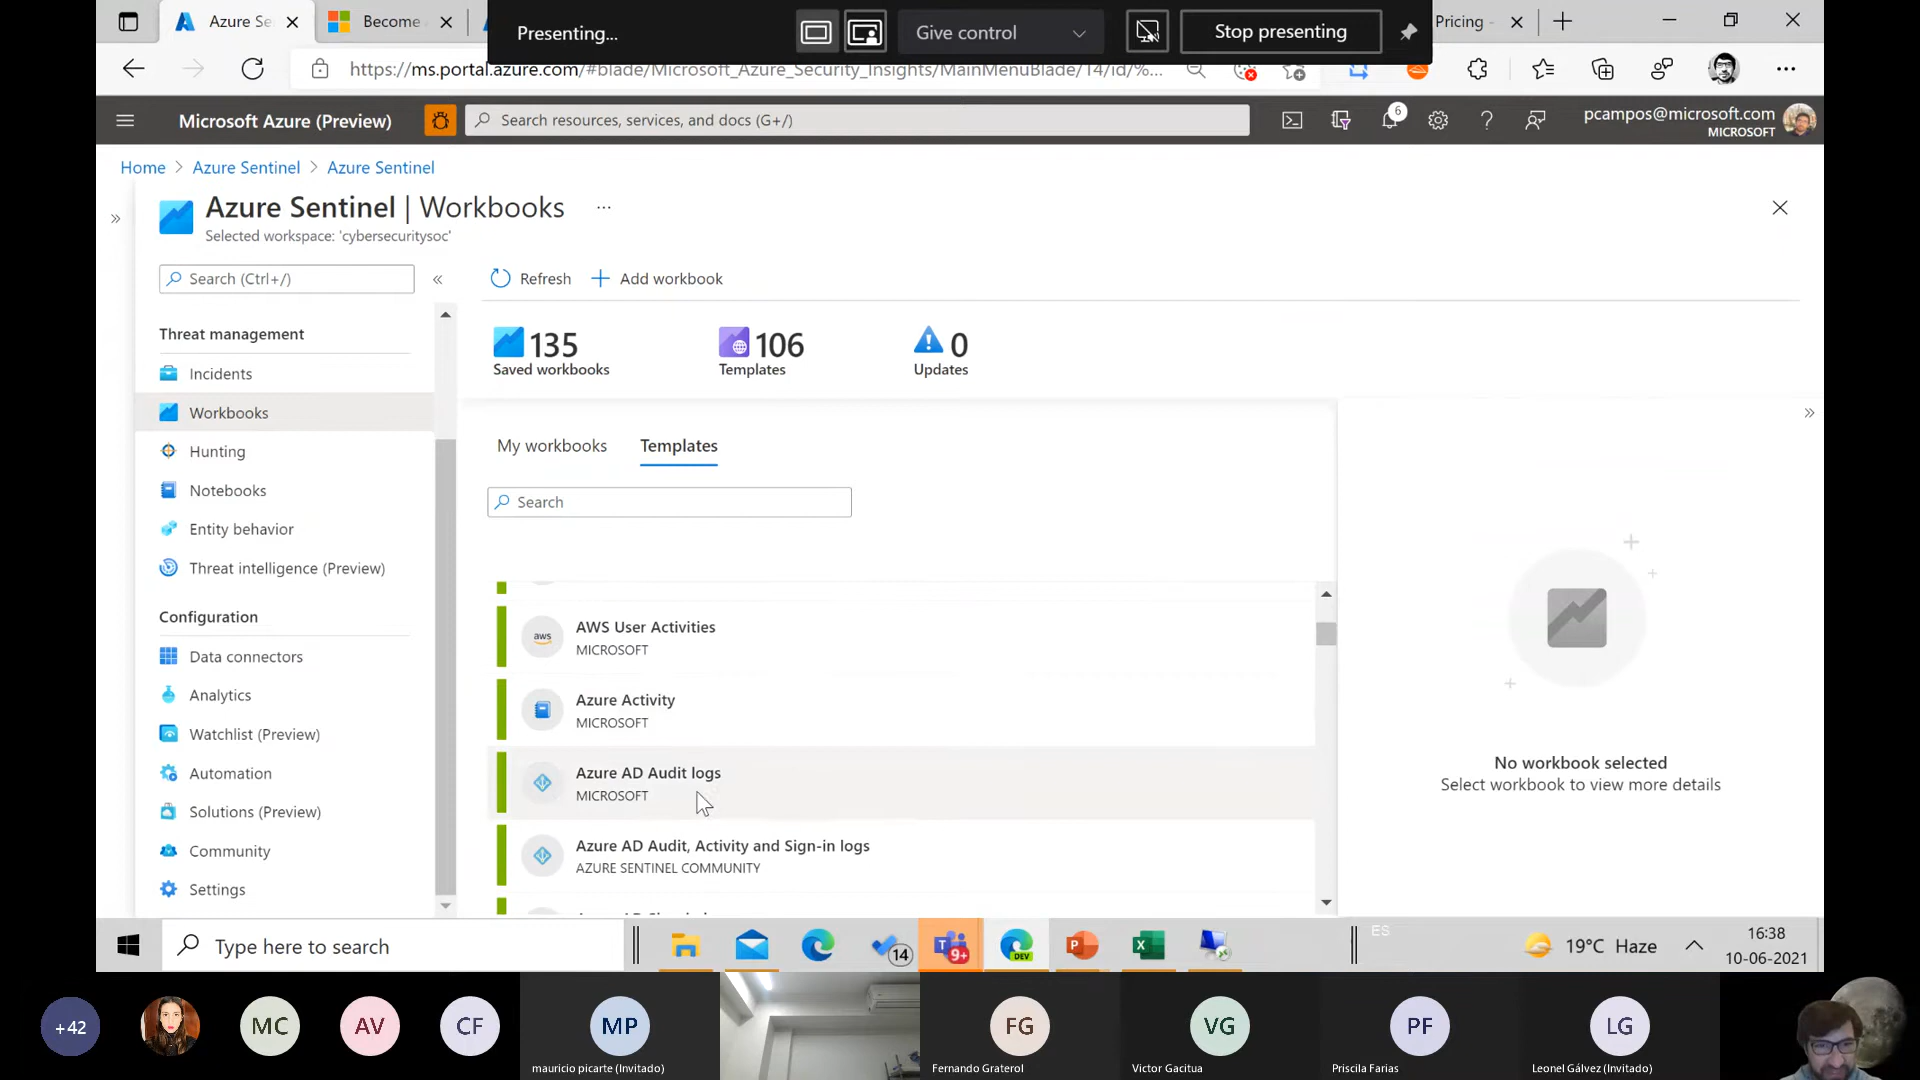 Azure Se
Become
Presenting...
Give control
Stop presenting
Pricing -
https://ms.portal.azure.com/#blade/Microsoft_Azure_Security_Insights/MainMenuBlade/14/id/%...
Microsoft Azure (Preview)
Search resources, services, and docs (G+/)
6
pcampos@microsoft.com
MICROSOFT
Home > Azure Sentinel > Azure Sentinel
Azure Sentinel | Workbooks ...
Selected workspace: 'cybersecuritysoc'
Search (Ctrl+/)
«
Threat management
Incidents
Workbooks
Hunting
Notebooks
Entity behavior
Threat intelligence (Preview)
Configuration
Data connectors
Analytics
Watchlist (Preview)
Automation
Solutions (Preview)
Community
Settings
Refresh
Add workbook
135
Saved workbooks
106
Templates
0
Updates
My workbooks
Templates
Search
AWS User Activities
MICROSOFT
aws
Azure Activity
MICROSOFT
Azure AD Audit logs
MICROSOFT
Azure AD Audit, Activity and Sign-in logs
AZURE SENTINEL COMMUNITY
No workbook selected
Select workbook to view more details
Type here to search
14
9+
DEV
ES
19°C Haze
16:38
10-06-2021
+42
MC
AV
CF
MP
mauricio picarte (Invitado)
FG
Fernando Graterol
VG
Victor Gacitua
PF
Priscila Farias
LG
Leonel Gálvez (Invitado)